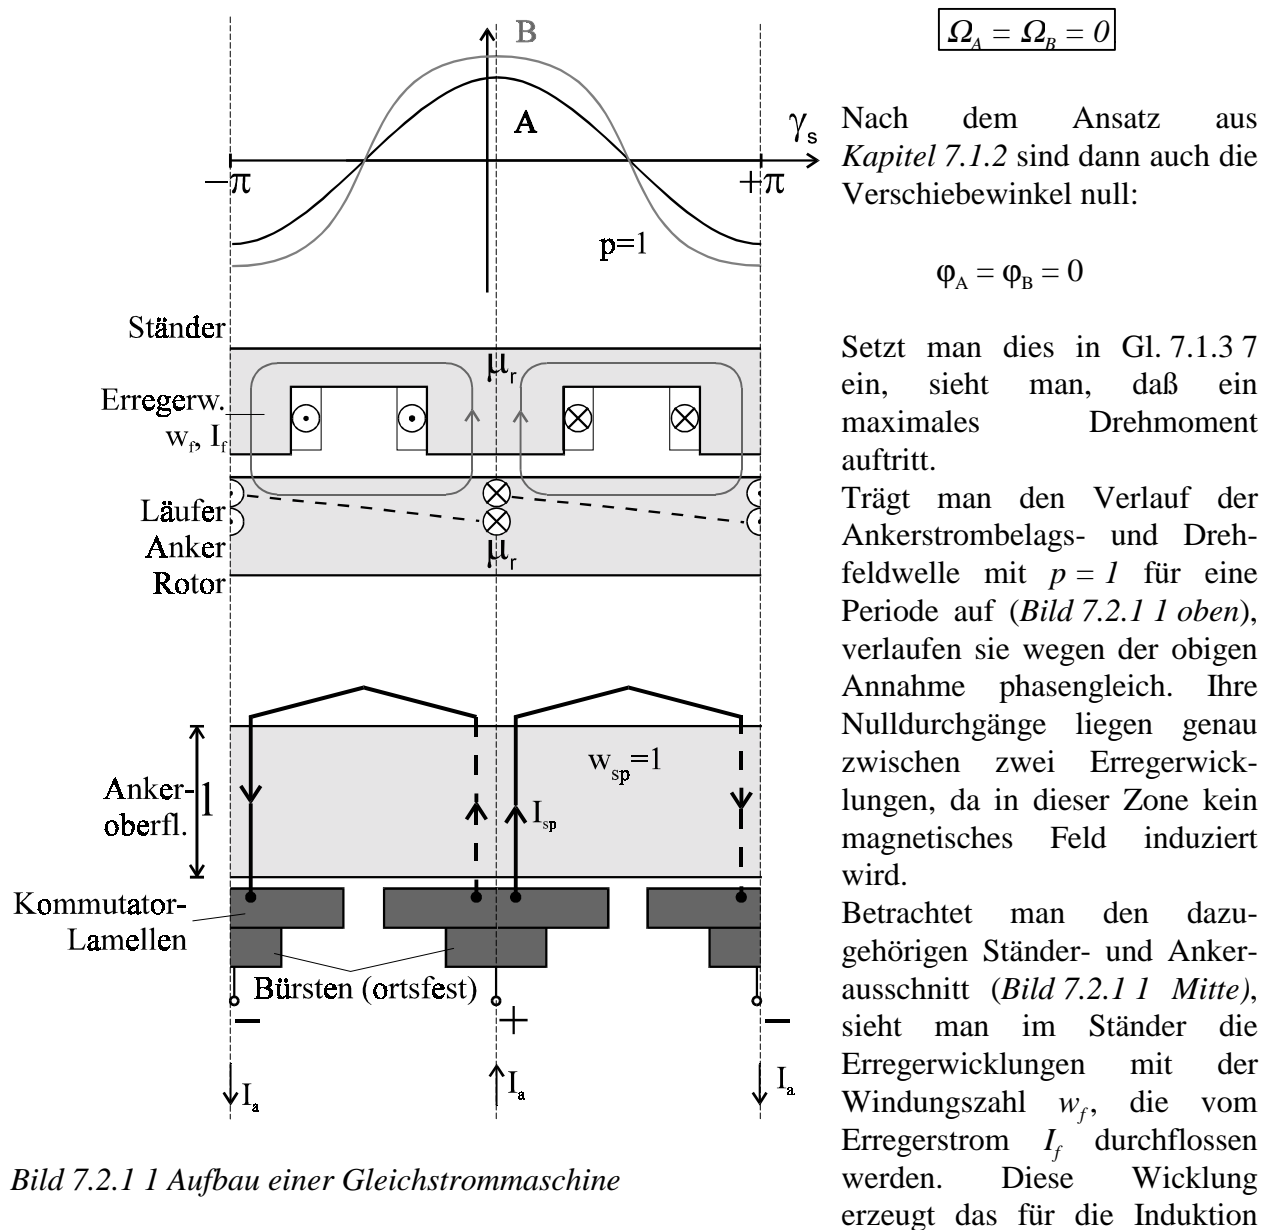 B
A
γs
−π
+π
p=1
Ständer
μr
Erregerw.
wf, If
Läufer
Anker
Rotor
μr
wsp=1
Anker-
oberfl.
l
Isp
Kommutator-
Lamellen
Bürsten (ortsfest)
−
+
−
Ia
Ia
Ia
Bild 7.2.1 1 Aufbau einer Gleichstrommaschine
ΩA = ΩB = 0
Nach dem Ansatz aus
Kapitel 7.1.2 sind dann auch die
Verschiebewinkel null:
φA = φB = 0
Setzt man dies in Gl. 7.1.3 7
ein, sieht man, daß ein
maximales Drehmoment
auftritt.
Trägt man den Verlauf der
Ankerstrombelags- und Dreh-
feldwelle mit p = 1 für eine
Periode auf (Bild 7.2.1 1 oben),
verlaufen sie wegen der obigen
Annahme phasengleich. Ihre
Nulldurchgänge liegen genau
zwischen zwei Erregerwick-
lungen, da in dieser Zone kein
magnetisches Feld induziert
wird.
Betrachtet man den dazu-
gehörigen Ständer- und Anker-
ausschnitt (Bild 7.2.1 1 Mitte),
sieht man im Ständer die
Erregerwicklungen mit der
Windungszahl wf, die vom
Erregerstrom If durchflossen
werden. Diese Wicklung
erzeugt das für die Induktion